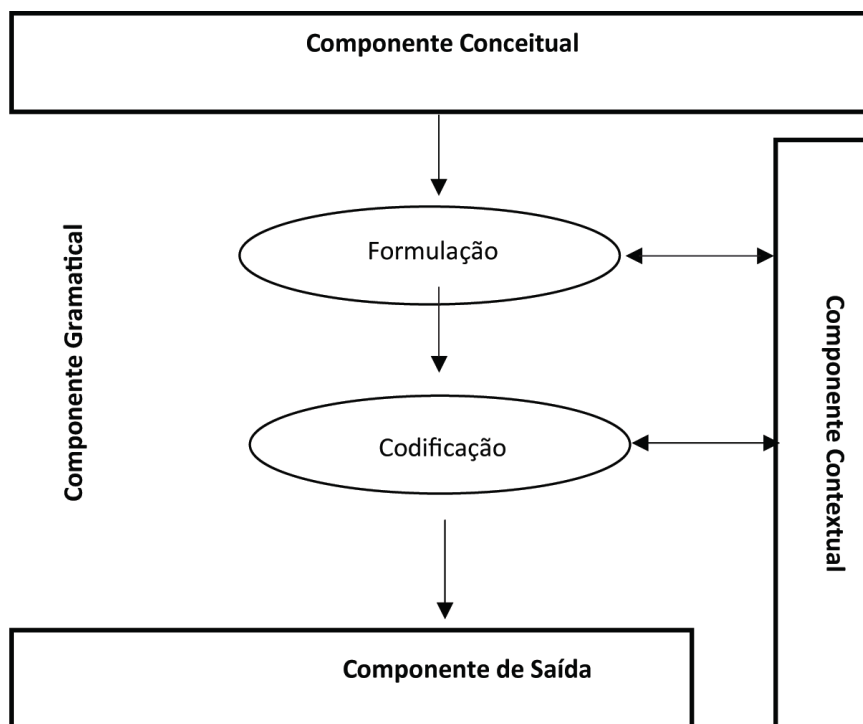 Componente Conceitual
Formulação
Componente Gramatical
Componente Contextual
Codificação
Componente de Saída